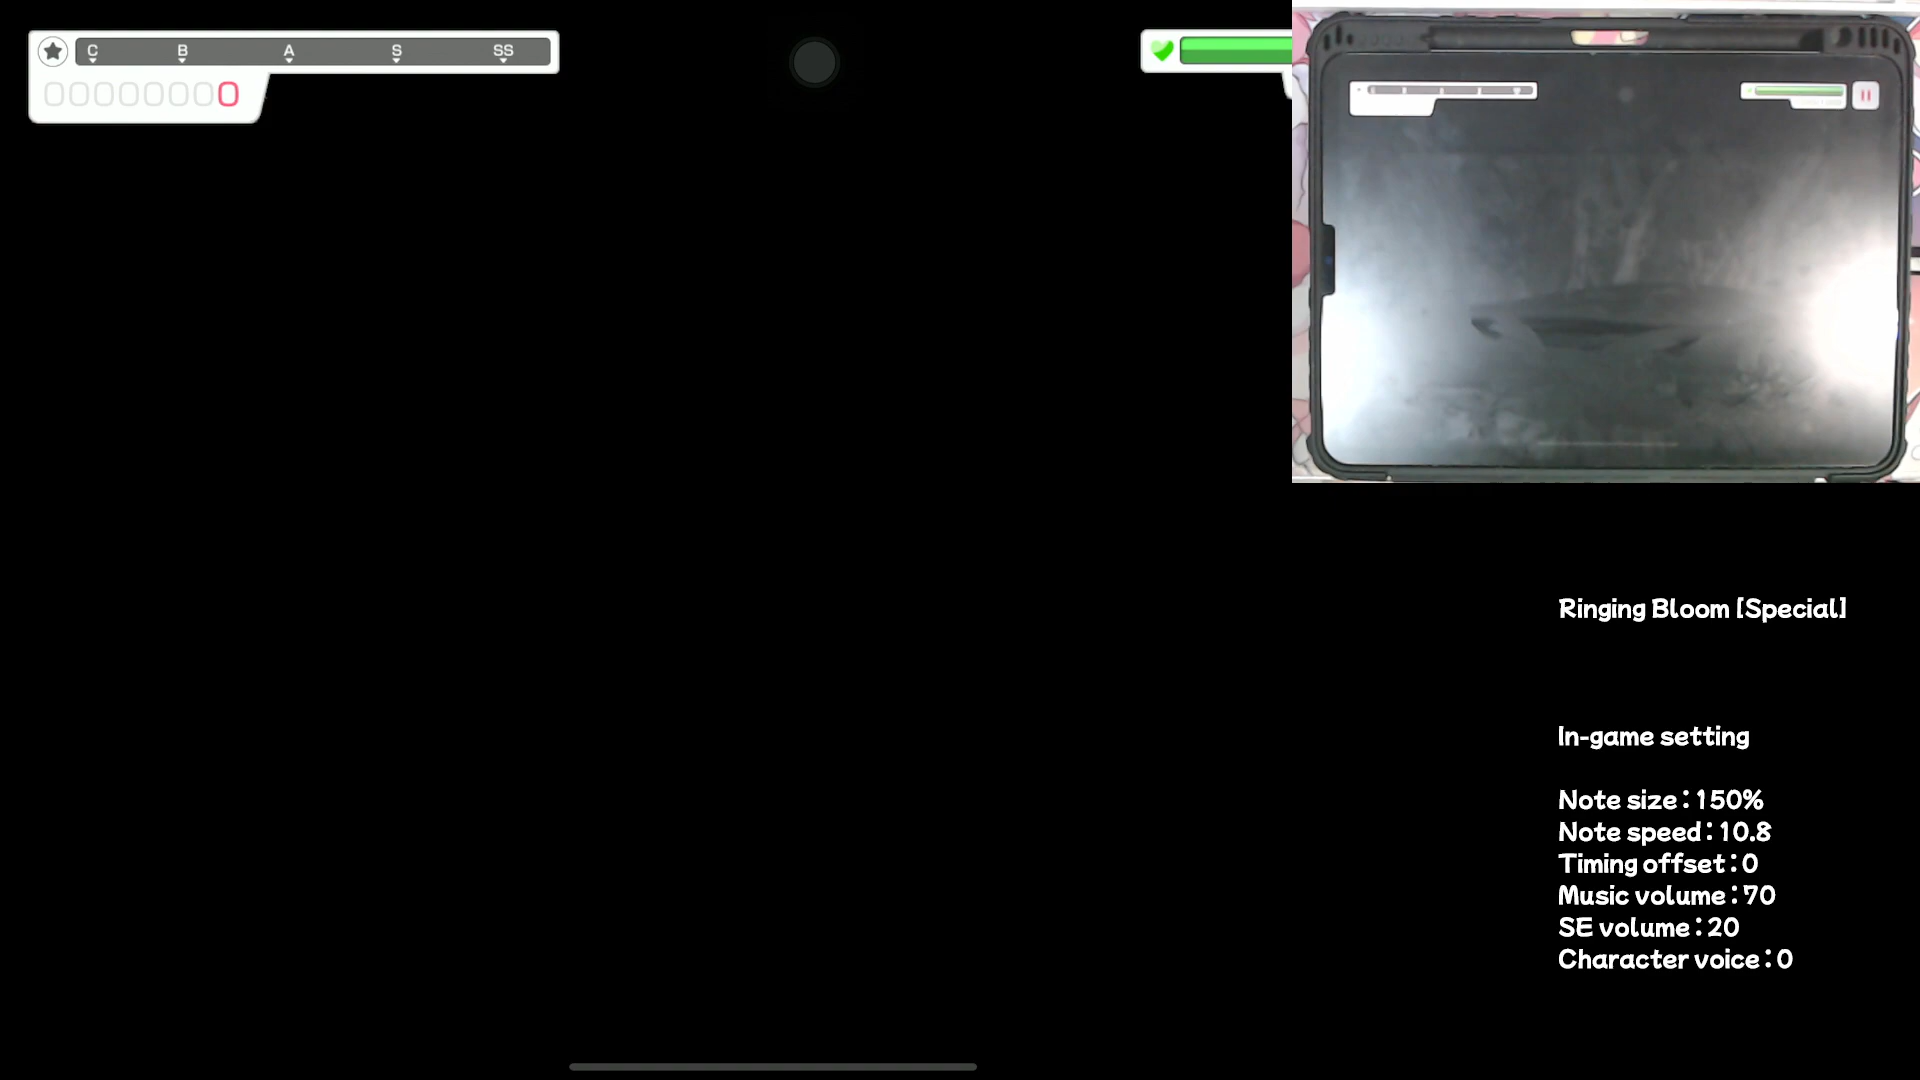 C B A S SS
00000000
Ringing Bloom [Special]
In-game setting
Note size : 150%
Note speed : 10.8
Timing offset : 0
Music volume : 70
SE volume : 20
Character voice : 0